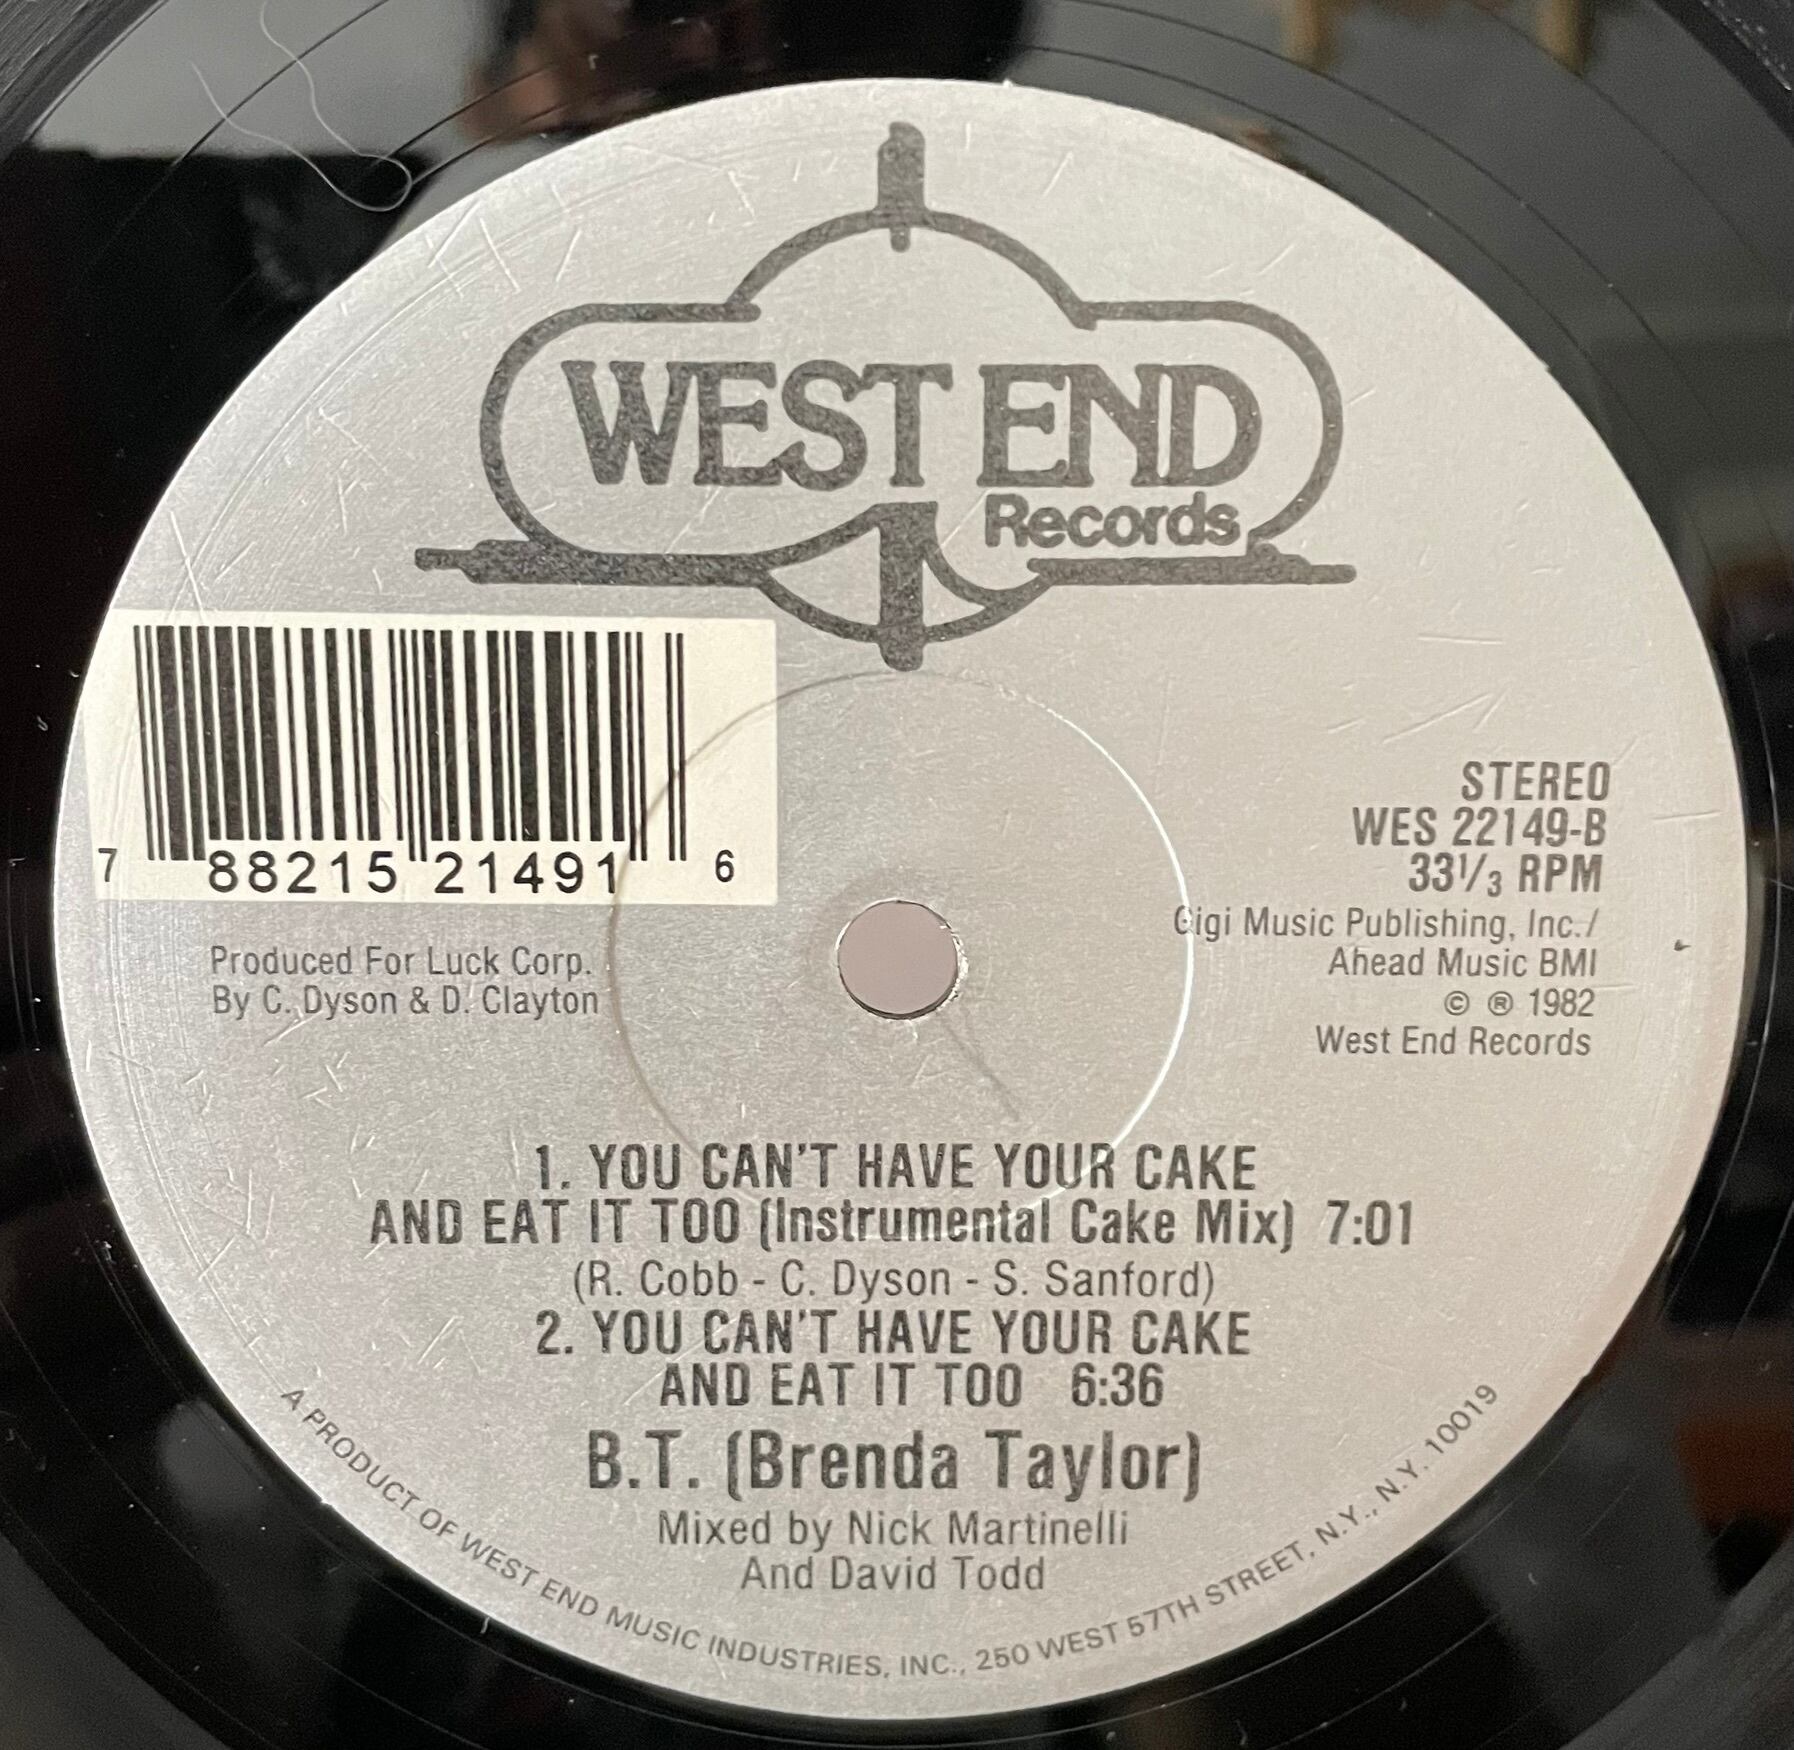 WEST END
Records
7 88215 21491 6
STEREO
WES 22149-B
33⅓ RPM
Gigi Music Publishing, Inc./
Ahead Music BMI
© ® 1982
West End Records
Produced For Luck Corp.
By C. Dyson & D. Clayton
1. YOU CAN'T HAVE YOUR CAKE
AND EAT IT TOO (Instrumental Cake Mix) 7:01
(R. Cobb - C. Dyson - S. Sanford)
2. YOU CAN'T HAVE YOUR CAKE
AND EAT IT TOO 6:36
B.T. (Brenda Taylor)
Mixed by Nick Martinelli
And David Todd
A PRODUCT OF WEST END MUSIC INDUSTRIES, INC., 250 WEST 57TH STREET, N.Y., N.Y. 10019